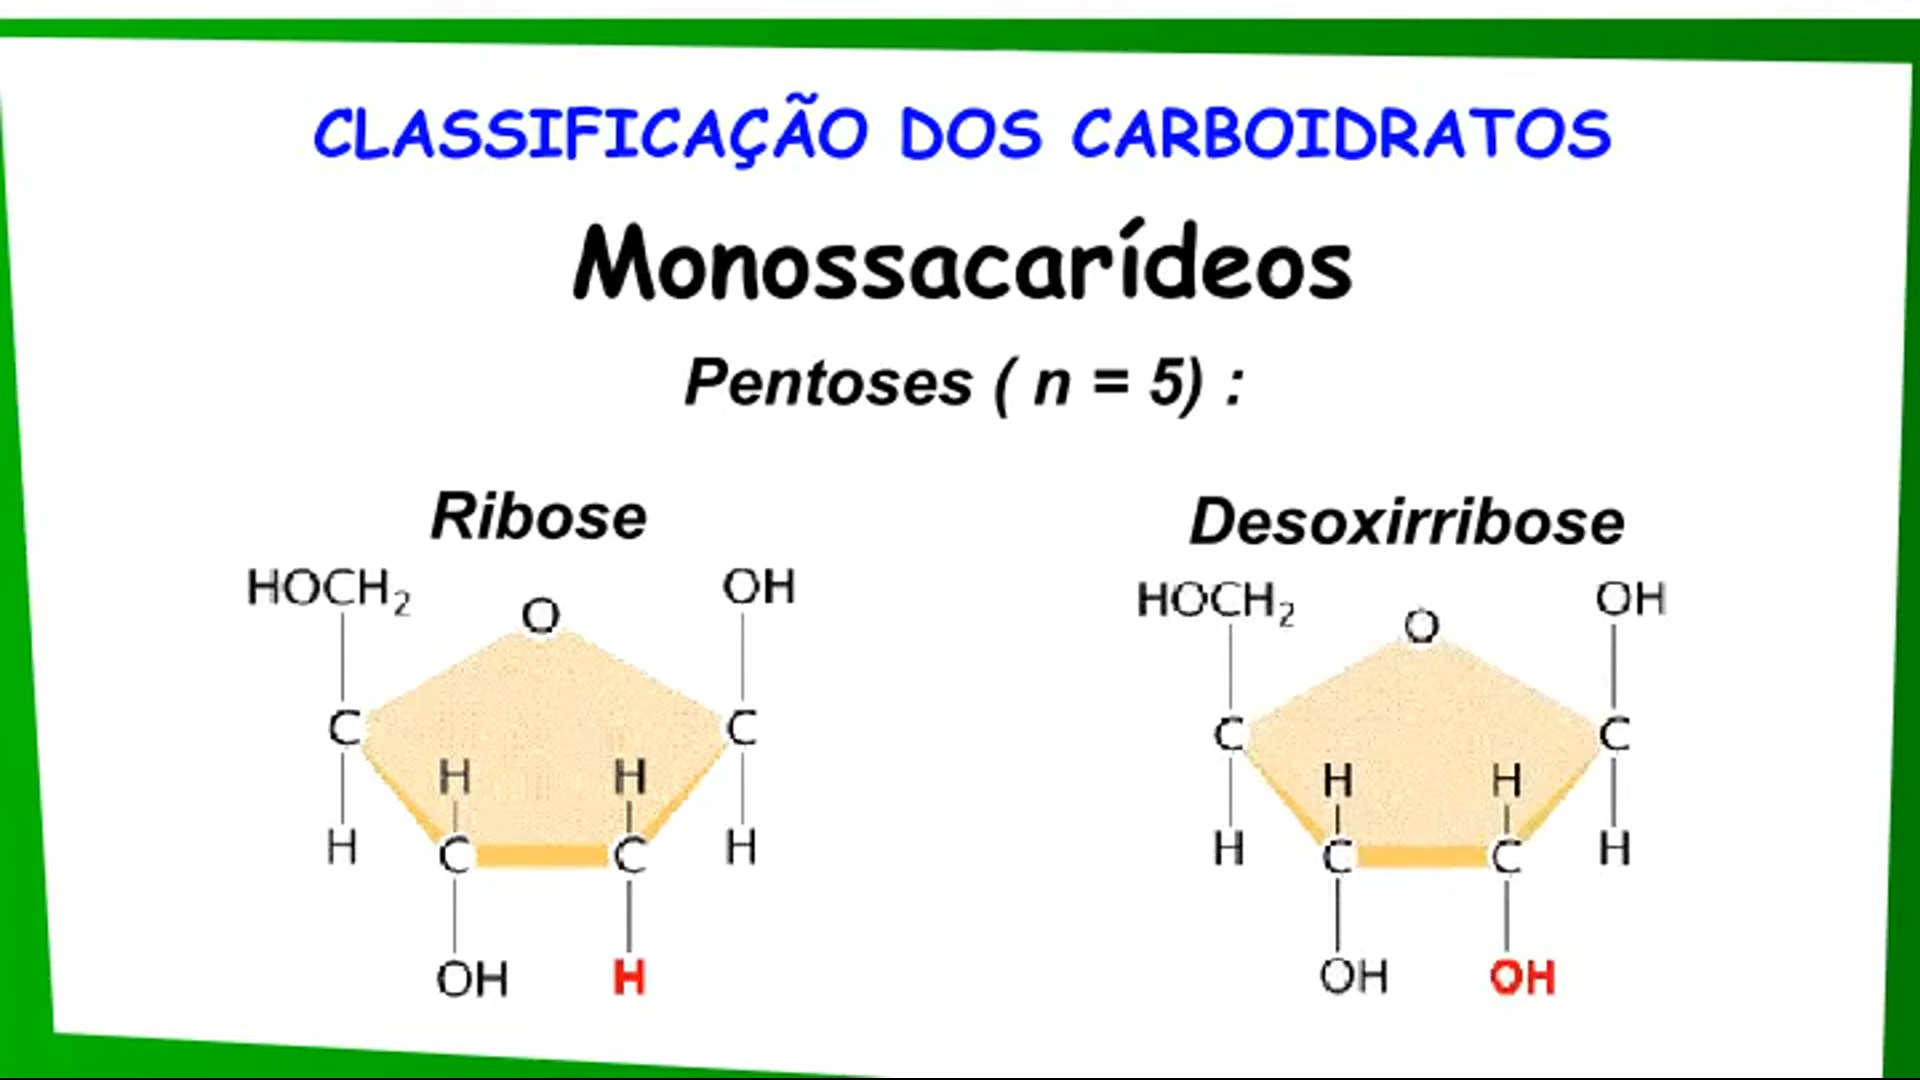 CLASSIFICAÇÃO DOS CARBOIDRATOS
Monossacarídeos
Pentoses ( n = 5) :
Ribose
HOCH₂
O
OH
C
C
H
H
H
C
C
H
OH
H
Desoxirribose
HOCH₂
O
OH
C
C
H
H
H
C
C
H
OH
OH